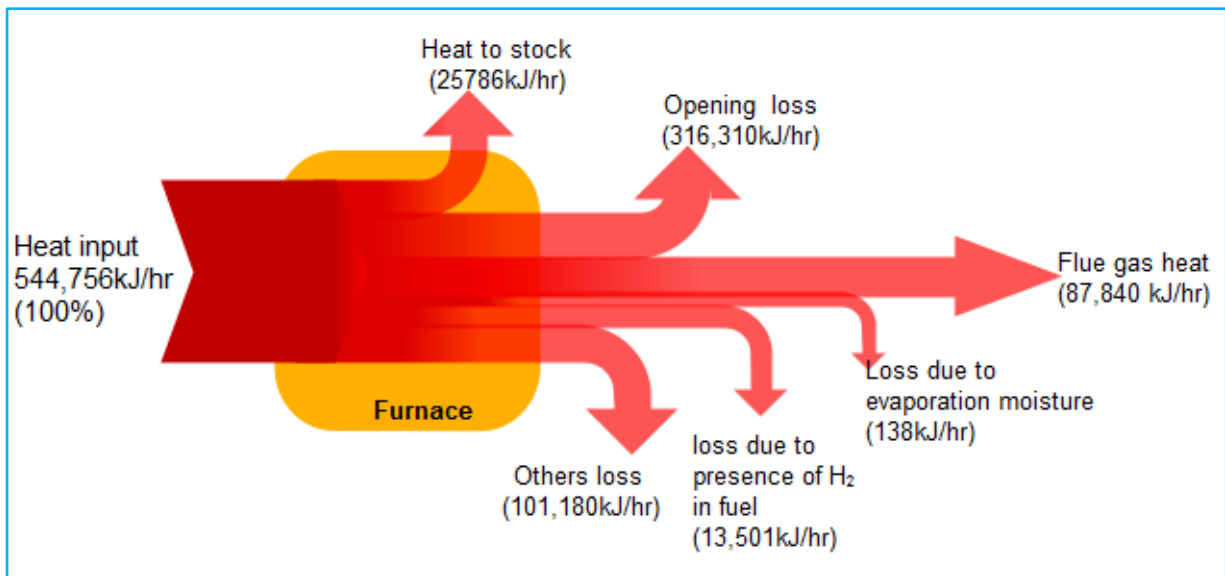 Heat to stock
(25786kJ/hr)
Opening loss
(316,310kJ/hr)
Heat input
544,756kJ/hr
(100%)
Flue gas heat
(87,840 kJ/hr)
Furnace
Loss due to
evaporation moisture
(138kJ/hr)
loss due to
presence of H₂
in fuel
(13,501kJ/hr)
Others loss
(101,180kJ/hr)